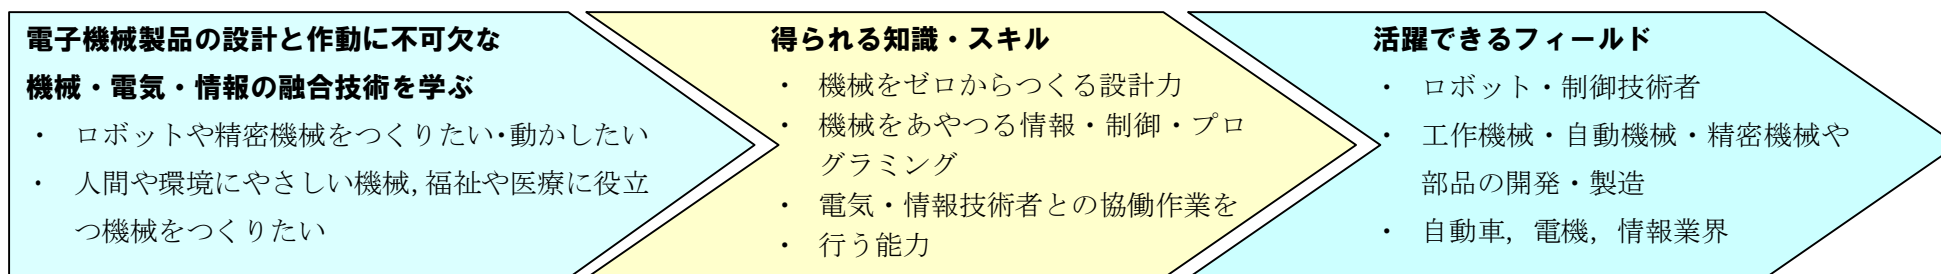 電子機械製品の設計と作動に不可欠な
機械・電気・情報の融合技術を学ぶ
・ ロボットや精密機械をつくりたい・動かしたい
・ 人間や環境にやさしい機械,福祉や医療に役立
つ機械をつくりたい
得られる知識・スキル
・ 機械をゼロからつくる設計力
・ 機械をあやつる情報・制御・プロ
グラミング
・ 電気・情報技術者との協働作業を
・ 行う能力
活躍できるフィールド
・ ロボット・制御技術者
・ 工作機械・自動機械・精密機械や
部品の開発・製造
・ 自動車，電機，情報業界